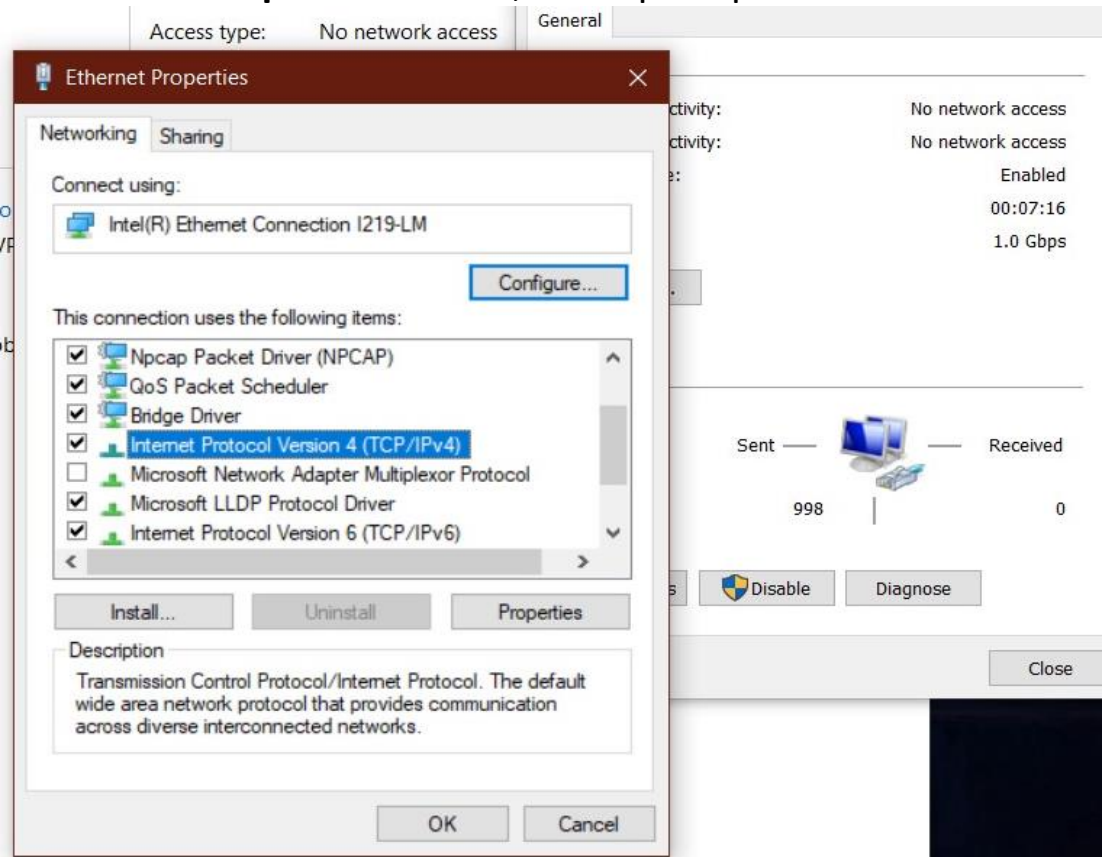 Access type: No network access
General
Ethernet Properties
Networking Sharing
Connect using:
Intel(R) Ethernet Connection I219-LM
Configure...
This connection uses the following items:
Npcap Packet Driver (NPCAP)
QoS Packet Scheduler
Bridge Driver
Internet Protocol Version 4 (TCP/IPv4)
Microsoft Network Adapter Multiplexor Protocol
Microsoft LLDP Protocol Driver
Internet Protocol Version 6 (TCP/IPv6)
Install... Uninstall Properties
Description
Transmission Control Protocol/Internet Protocol. The default
wide area network protocol that provides communication
across diverse interconnected networks.
OK Cancel
ctivity: No network access
ctivity: No network access
e: Enabled
00:07:16
1.0 Gbps
Sent Received
998 0
Disable Diagnose
Close